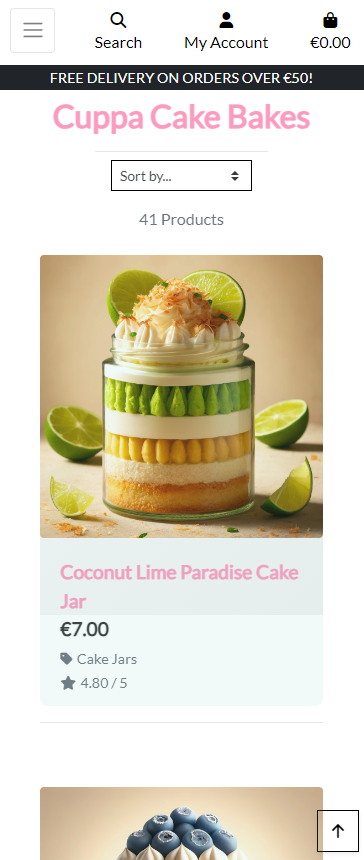 Search
My Account
€0.00
FREE DELIVERY ON ORDERS OVER €50!
Cuppa Cake Bakes
Sort by...
41 Products
Coconut Lime Paradise Cake
Jar
€7.00
Cake Jars
4.80 / 5